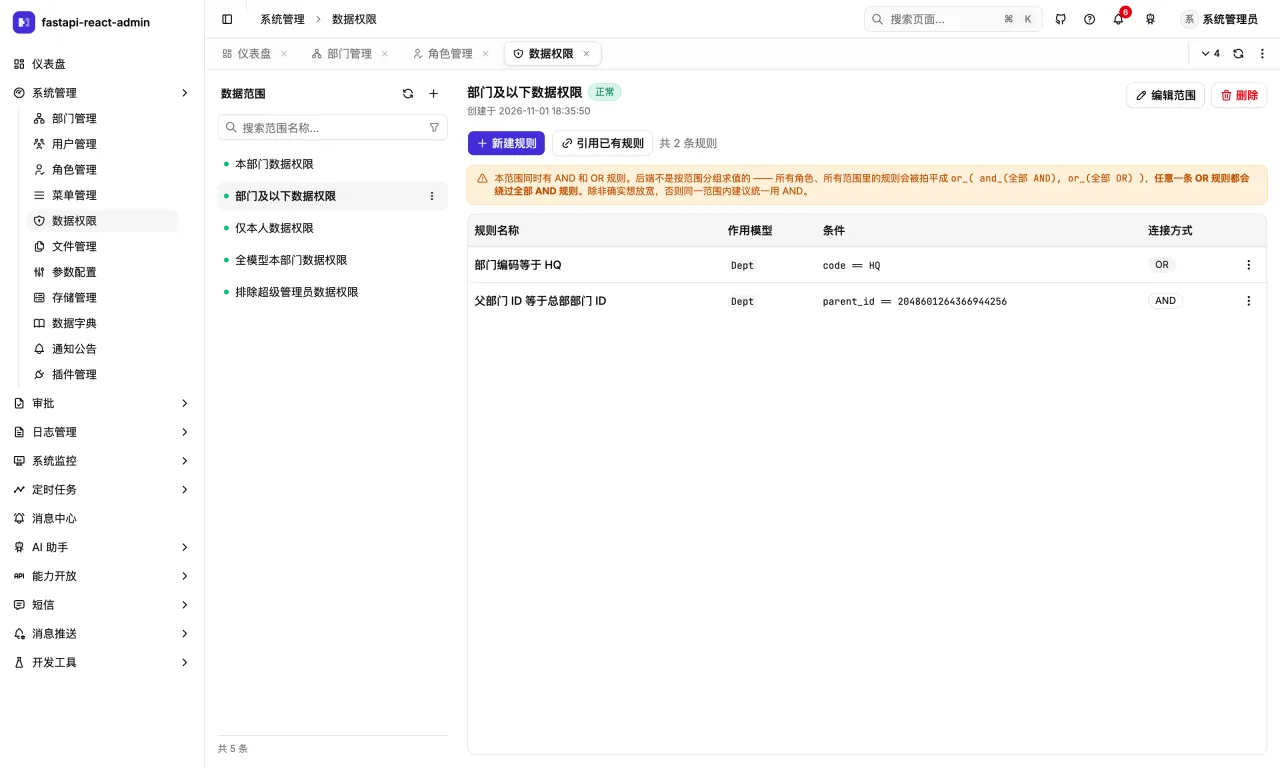 fastapi-react-admin
仪表盘
系统管理
部门管理
用户管理
角色管理
菜单管理
数据权限
文件管理
参数配置
存储管理
数据字典
通知公告
插件管理
审批
日志管理
系统监控
定时任务
消息中心
AI 助手
API 能力开放
短信
消息推送
开发工具
系统管理 > 数据权限
搜索页面... ⌘ K
6
系 系统管理员
仪表盘 × 部门管理 × 角色管理 × 数据权限 ×
4
数据范围
搜索范围名称...
本部门数据权限
部门及以下数据权限
仅本人数据权限
全模型本部门数据权限
排除超级管理员数据权限
共 5 条
部门及以下数据权限 正常
创建于 2026-11-01 18:35:50
编辑范围 删除
新建规则 引用已有规则 共 2 条规则
本范围同时有 AND 和 OR 规则。后端不是按范围分组求值的 —— 所有角色、所有范围里的规则会被拍平成 or_( and_(全部 AND), or_(全部 OR) )，任意一条 OR 规则都会
绕过全部 AND 规则。除非确实想放宽，否则同一范围内建议统一用 AND。
规则名称 作用模型 条件 连接方式
部门编码等于 HQ Dept code == HQ OR
父部门 ID 等于总部部门 ID Dept parent_id == 2048601264366944256 AND